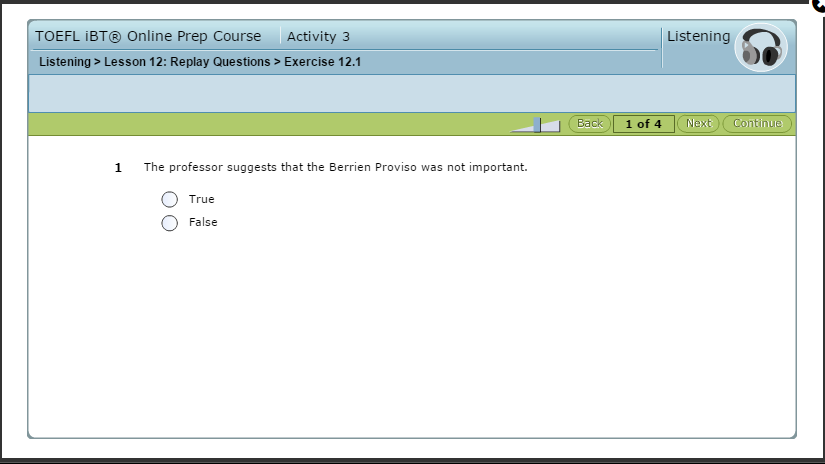 TOEFL iBT® Online Prep Course Activity 3 Listening
Listening > Lesson 12: Replay Questions > Exercise 12.1
Back 1 of 4 Next Continue
1 The professor suggests that the Berrien Proviso was not important.
True
False